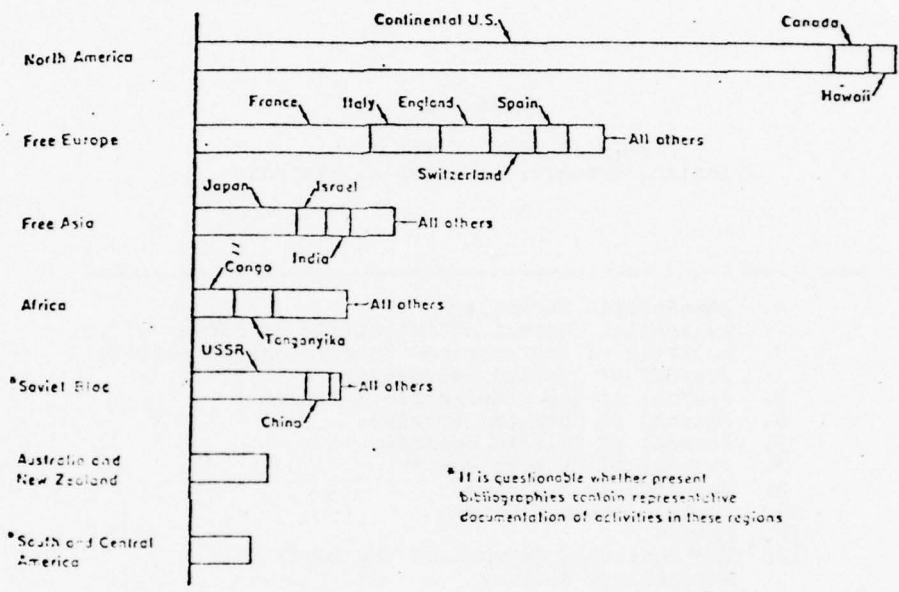 Continental U.S.
Canada
North America
Hawaii
France
Italy
England
Spain
Free Europe
All others
Switzerland
Japan
Israel
Free Asia
All others
India
Congo
Africa
All others
Tanganyika
USSR
*Soviet Bloc
All others
China
Australia and
New Zealand
*It is questionable whether present
bibliographies contain representative
documentation of activities in these regions
*South and Central
America